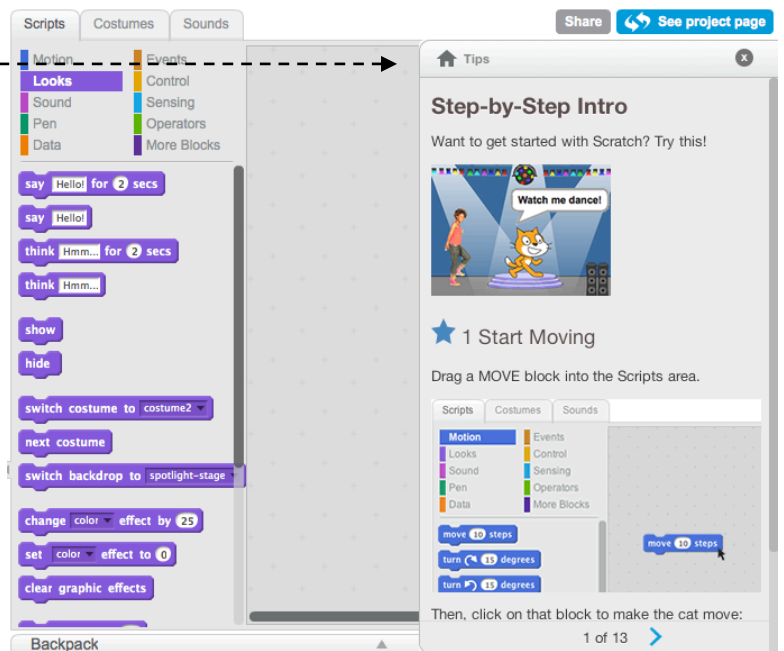 Scripts Costumes Sounds
Share See project page
Motion Events
Looks Control
Sound Sensing
Pen Operators
Data More Blocks
say Hello! for 2 secs
say Hello!
think Hmm... for 2 secs
think Hmm...
show
hide
switch costume to costume2
next costume
switch backdrop to spotlight-stage
change color effect by 25
set color effect to 0
clear graphic effects
Backpack
Tips
x
Step-by-Step Intro
Want to get started with Scratch? Try this!
Watch me dance!
1 Start Moving
Drag a MOVE block into the Scripts area.
Scripts Costumes Sounds
Motion Events
Looks Control
Sound Sensing
Pen Operators
Data More Blocks
move 10 steps
turn 15 degrees
turn 15 degrees
move 10 steps
Then, click on that block to make the cat move:
1 of 13